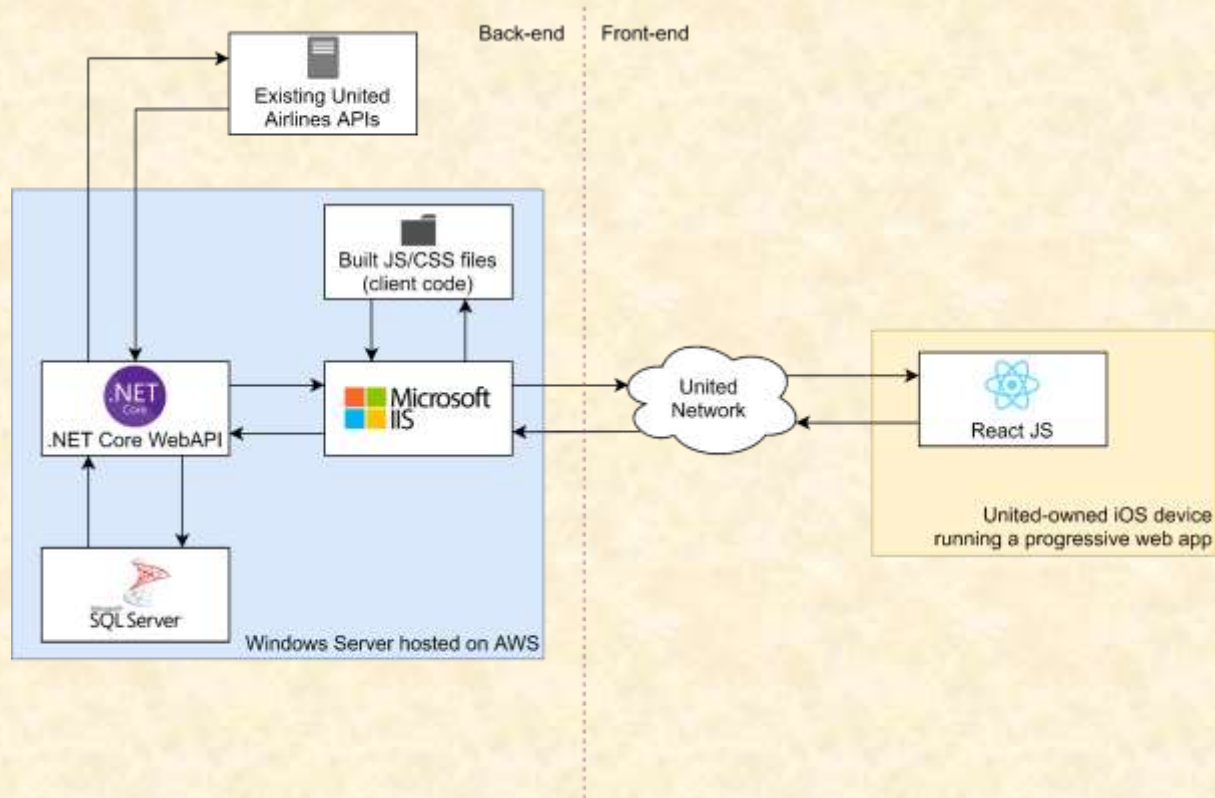 Back-end
Front-end
Existing United
Airlines APIs
Built JS/CSS files
(client code)
.NET
Core
.NET Core WebAPI
Microsoft
IIS
United
Network
React JS
United-owned iOS device
running a progressive web app
Microsoft
SQL Server
Windows Server hosted on AWS